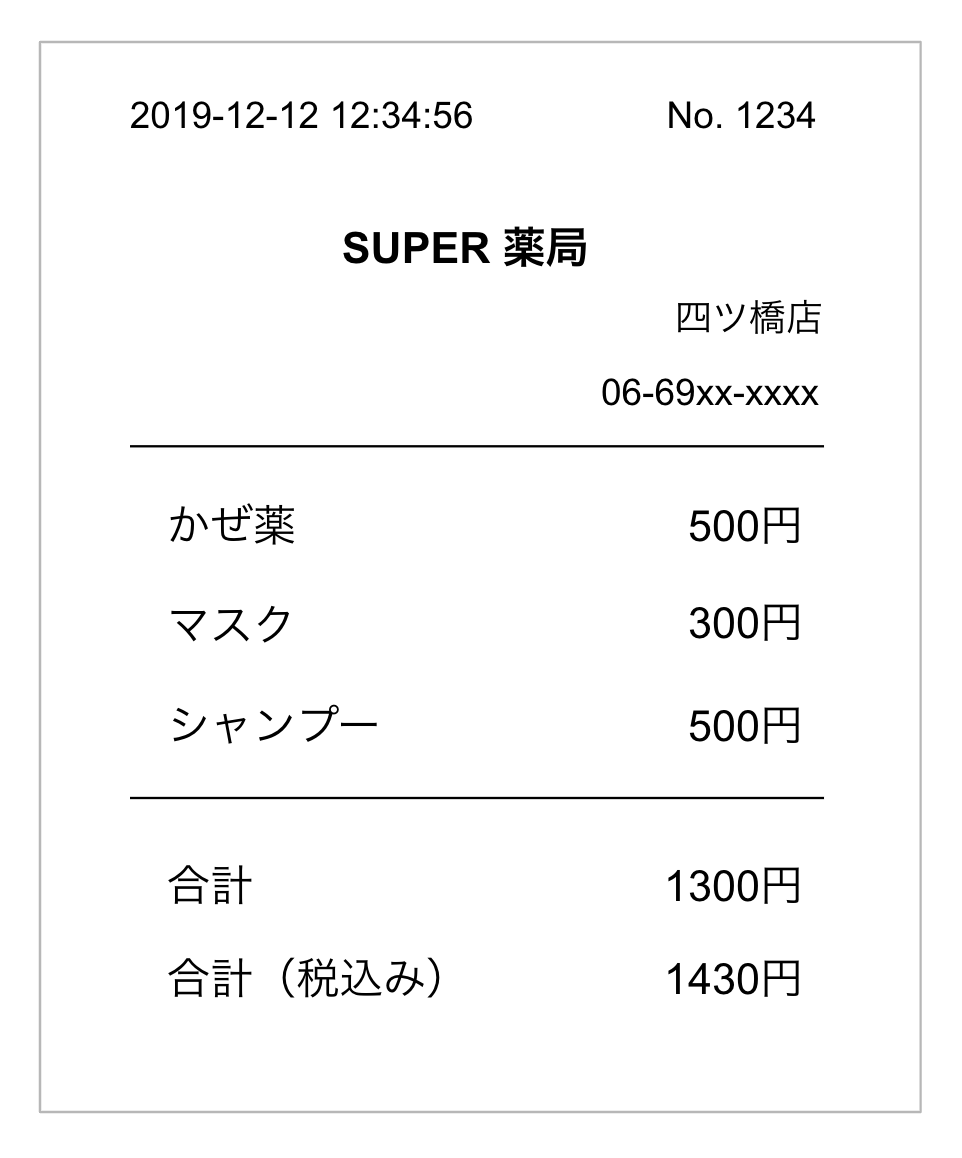 2019-12-12 12:34:56 No. 1234
SUPER 薬局
四ツ橋店
06-69xx-xxxx
かぜ薬 500円
マスク 300円
シャンプー 500円
合計 1300円
合計（税込み） 1430円